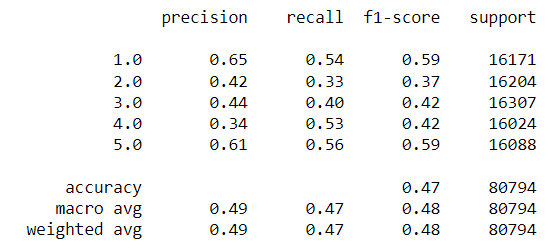 precision recall f1-score support
1.0 0.65 0.54 0.59 16171
2.0 0.42 0.33 0.37 16204
3.0 0.44 0.40 0.42 16307
4.0 0.34 0.53 0.42 16024
5.0 0.61 0.56 0.59 16088
accuracy 0.47 80794
macro avg 0.49 0.47 0.48 80794
weighted avg 0.49 0.47 0.48 80794